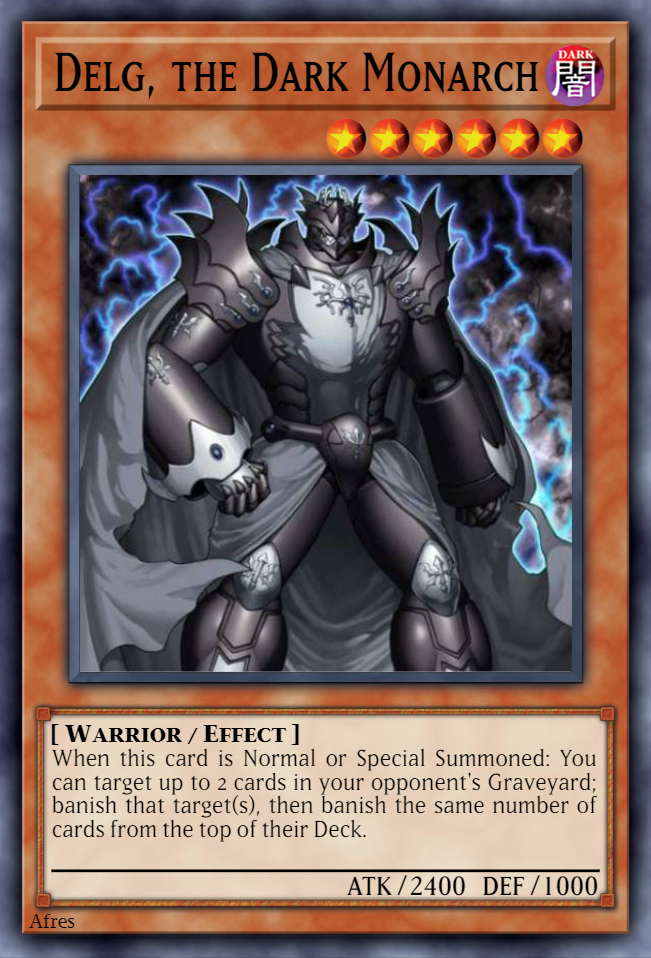 Delg, the Dark Monarch
DARK
闇
[ Warrior / Effect ]
When this card is Normal or Special Summoned: You
can target up to 2 cards in your opponent's Graveyard;
banish that target(s), then banish the same number of
cards from the top of their Deck.
ATK / 2400 DEF / 1000
Afres